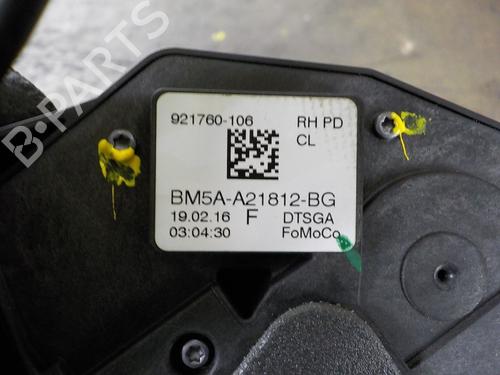 B-PARTS
921760-106 RH PD
CL
BM5A-A21812-BG
19.02.16 F DTSGA
03:04:30 FoMoCo